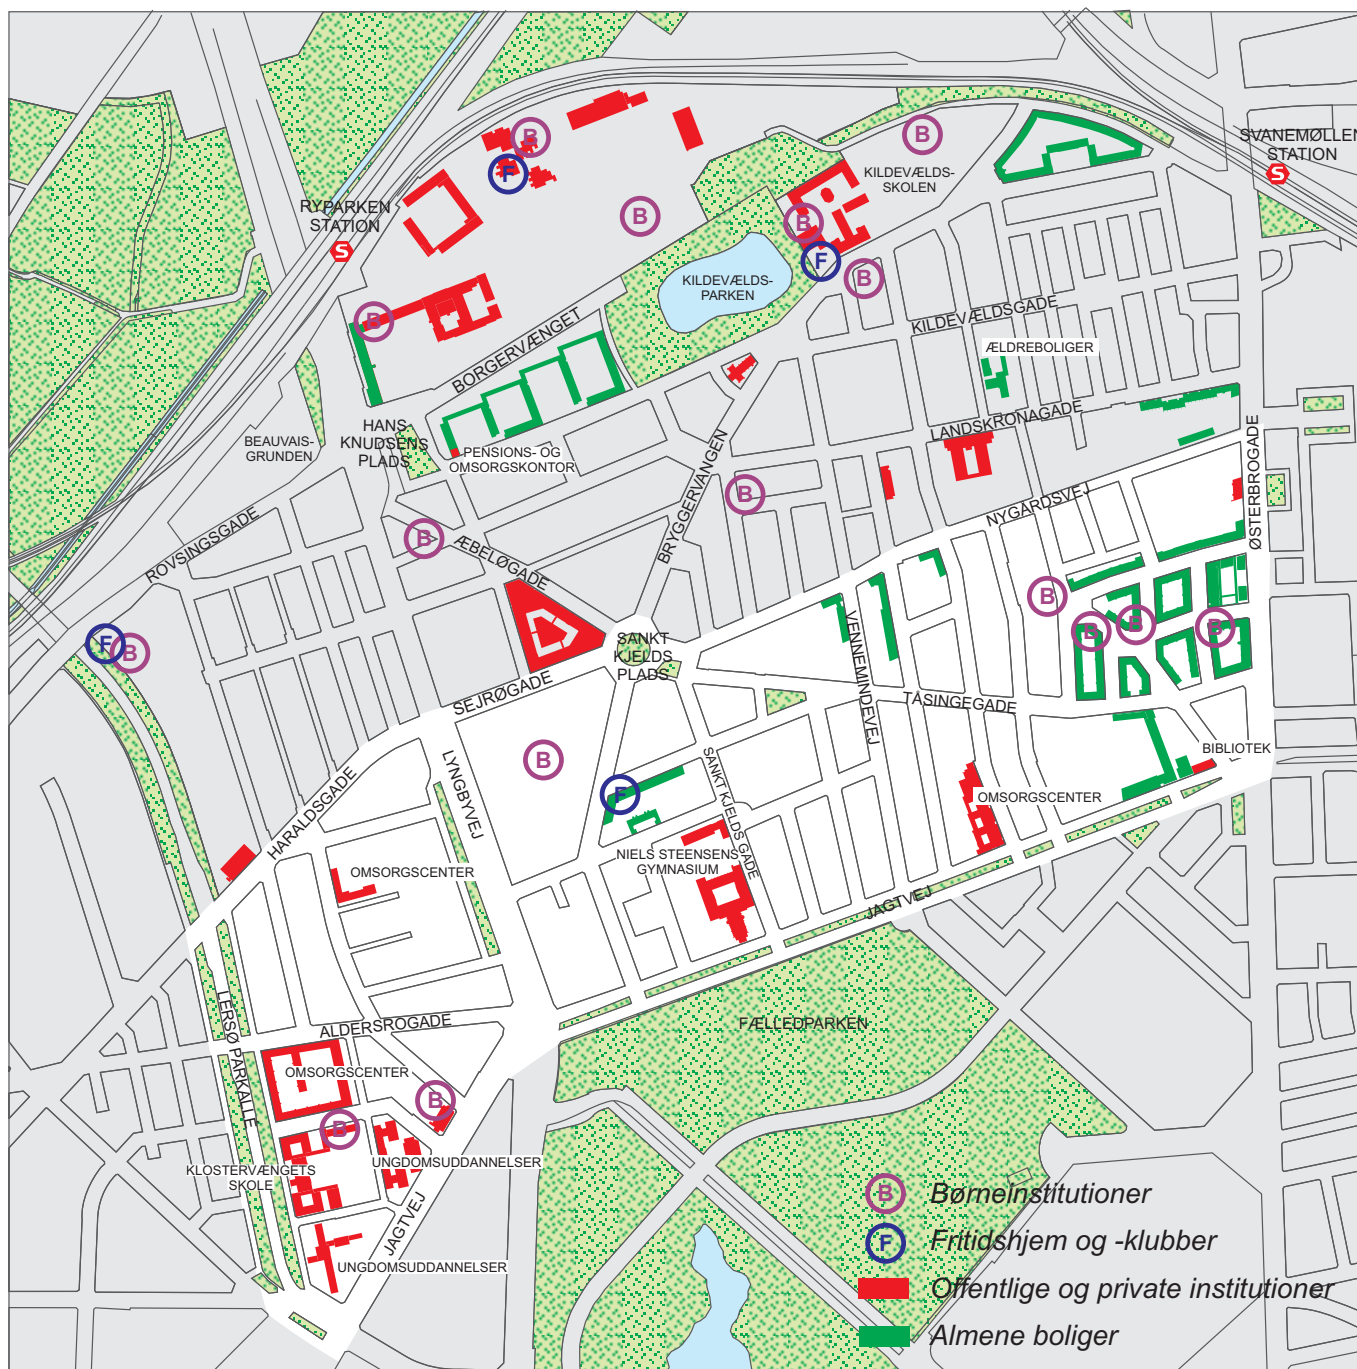 SVANEMØLLEN
STATION
S
B
B
F
KILDEVÆLDS-
SKOLEN
RYPARKEN
STATION
S
B
B
F
B
KILDEVÆLDS-
PARKEN
B
KILDEVÆLDSGADE
ÆLDREBOLIGER
BORGERVÆNGET
HANS
KNUDSENS
PLADS
BEAUVAIS-
GRUNDEN
PENSIONS- OG
OMSORGSKONTOR
LANDSKRONAGADE
ØSTERBROGADE
BRYGGERVANGEN
B
NYGÅRDSVEJ
ROVSINGSGADE
B
ÆBELØGADE
B
B
B
B
F
B
SANKT
KJELDS
PLADS
VENNEMINDEVEJ
SEJRØGADE
TÅSINGEGADE
BIBLIOTEK
LYNGBYVEJ
B
F
SANKT KJELDS GADE
OMSORGSCENTER
HARALDSGADE
NIELS STEENSENS
GYMNASIUM
OMSORGSCENTER
JAGTVEJ
LERSØ PARKALLE
ALDERSROGADE
FÆLLEDPARKEN
OMSORGSCENTER
B
B
KLOSTERVÆNGETS
SKOLE
UNGDOMSUDDANNELSER
JAGTVEJ
UNGDOMSUDDANNELSER
B Børneinstitutioner
F Fritidshjem og -klubber
Offentlige og private institutioner
Almene boliger